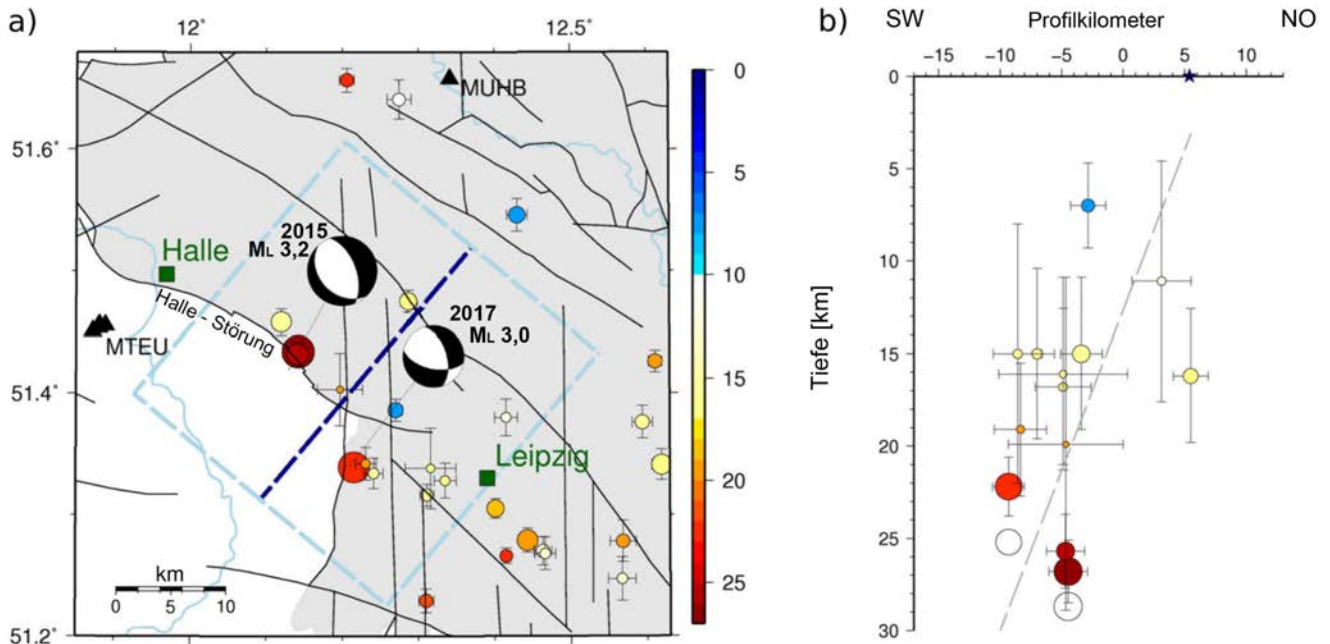 a)
12° 12.5°
51.6°
51.4°
51.2°
MUHB
2015
ML 3,2
Halle
Halle - Störung
MTEU
2017
ML 3,0
Leipzig
km
0 5 10
0
5
10
15
20
25
b)
SW Profilkilometer NO
−15 −10 −5 0 5 10
Tiefe [km]
0
5
10
15
20
25
30